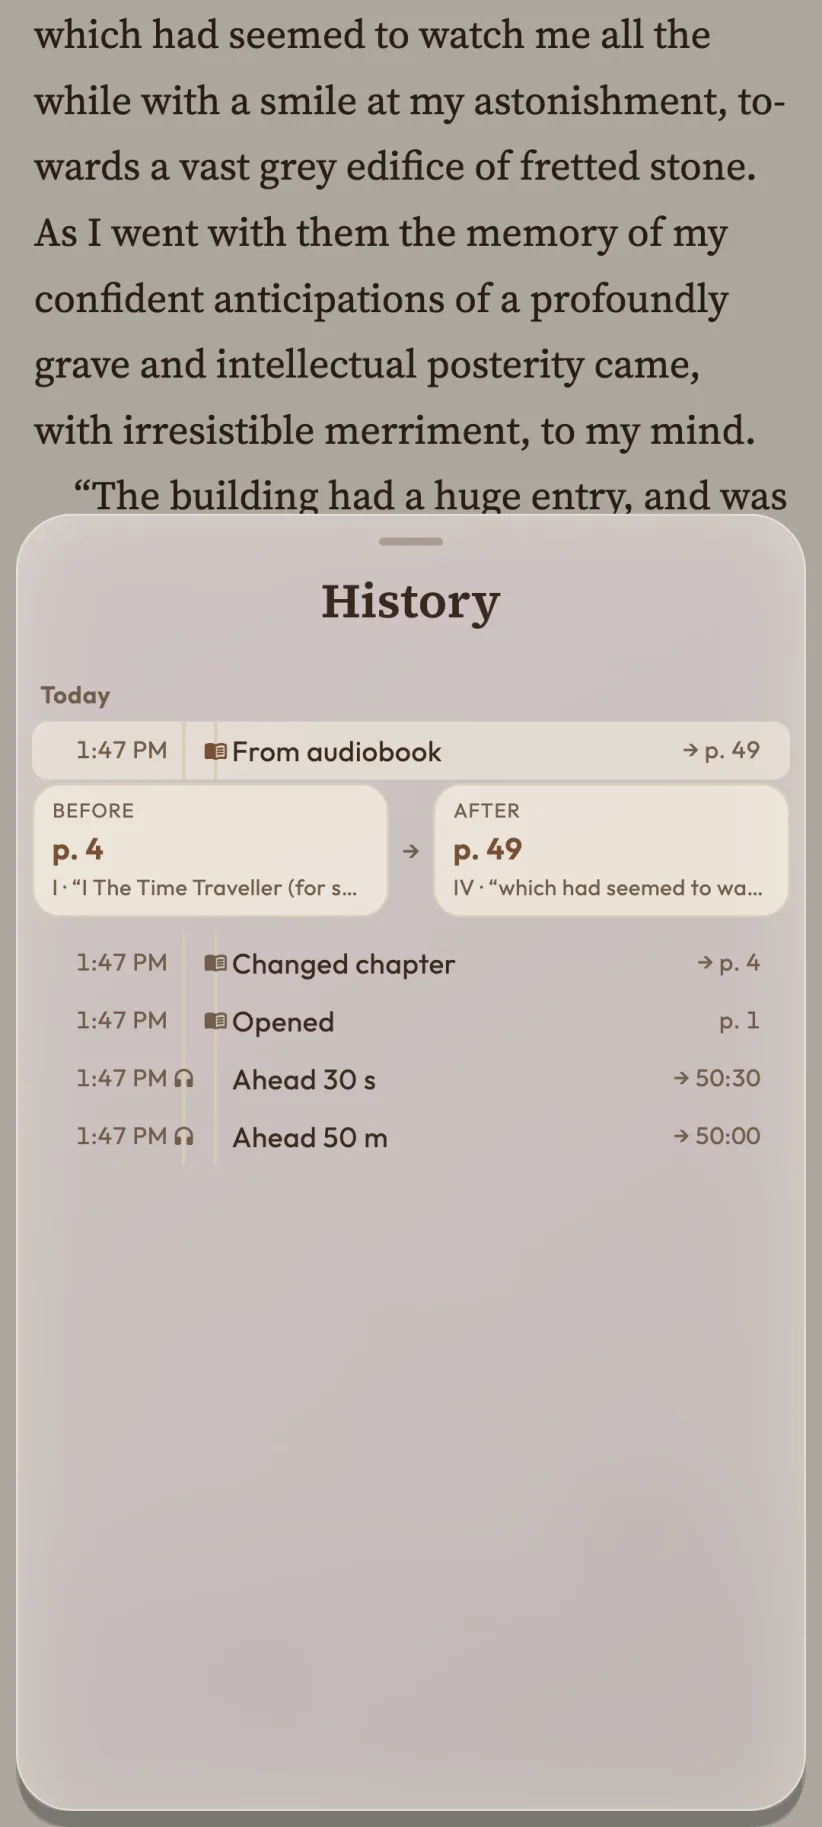 which had seemed to watch me all the
while with a smile at my astonishment, to-
wards a vast grey edifice of fretted stone.
As I went with them the memory of my
confident anticipations of a profoundly
grave and intellectual posterity came,
with irresistible merriment, to my mind.
“The building had a huge entry, and was
History
Today
1:47 PM From audiobook → p. 49
BEFORE
p. 4
I · “I The Time Traveller (for s...
→
AFTER
p. 49
IV · “which had seemed to wa...
1:47 PM Changed chapter → p. 4
1:47 PM Opened p. 1
1:47 PM Ahead 30 s → 50:30
1:47 PM Ahead 50 m → 50:00